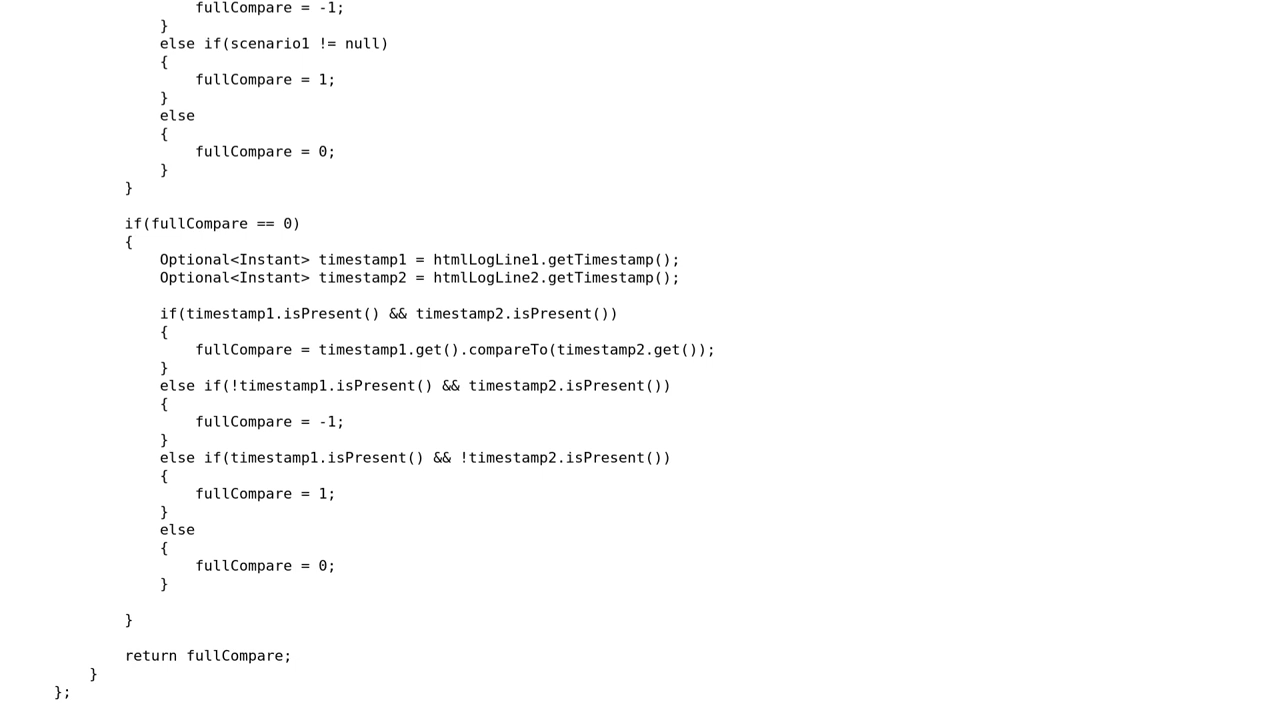 fullCompare = -1;
            }
            else if(scenario1 != null)
            {
                fullCompare = 1;
            }
            else
            {
                fullCompare = 0;
            }
        }

        if(fullCompare == 0)
        {
            Optional<Instant> timestamp1 = htmlLogLine1.getTimestamp();
            Optional<Instant> timestamp2 = htmlLogLine2.getTimestamp();

            if(timestamp1.isPresent() && timestamp2.isPresent())
            {
                fullCompare = timestamp1.get().compareTo(timestamp2.get());
            }
            else if(!timestamp1.isPresent() && timestamp2.isPresent())
            {
                fullCompare = -1;
            }
            else if(timestamp1.isPresent() && !timestamp2.isPresent())
            {
                fullCompare = 1;
            }
            else
            {
                fullCompare = 0;
            }

        }

        return fullCompare;
    }
};